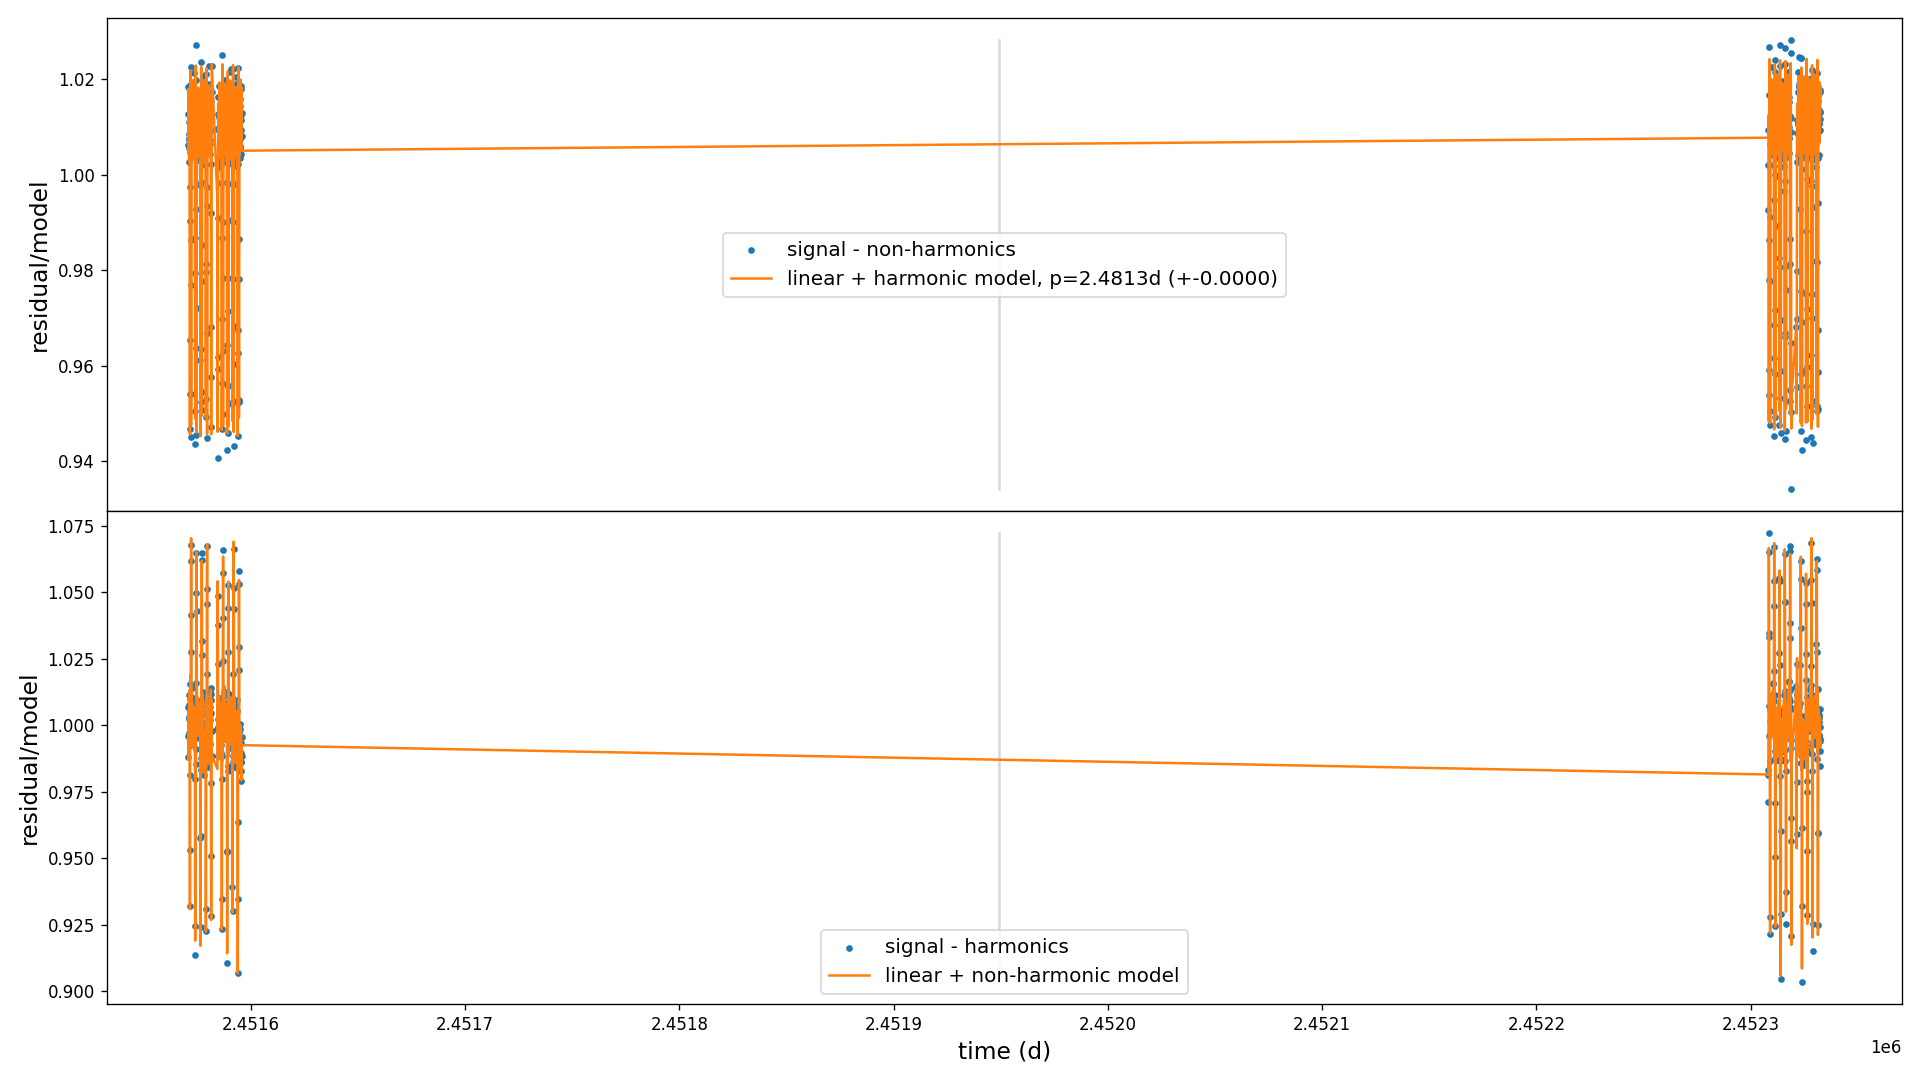 1.02
1.00
0.98
0.96
0.94
residual/model
signal - non-harmonics
linear + harmonic model, p=2.4813d (+-0.0000)
1.075
1.050
1.025
1.000
0.975
0.950
0.925
0.900
residual/model
signal - harmonics
linear + non-harmonic model
2.4516 2.4517 2.4518 2.4519 2.4520 2.4521 2.4522 2.4523
1e6
time (d)